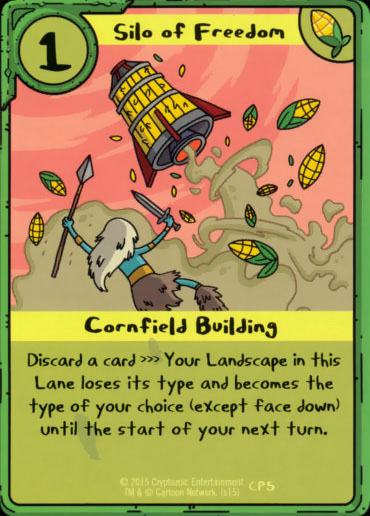 1
Silo of Freedom
Cornfield Building
Discard a card >>> Your Landscape in this
Lane loses its type and becomes the
type of your choice (except face down)
until the start of your next turn.
© 2015 Cryptozoic Entertainment
TM & © Cartoon Network. (s15)
CP5